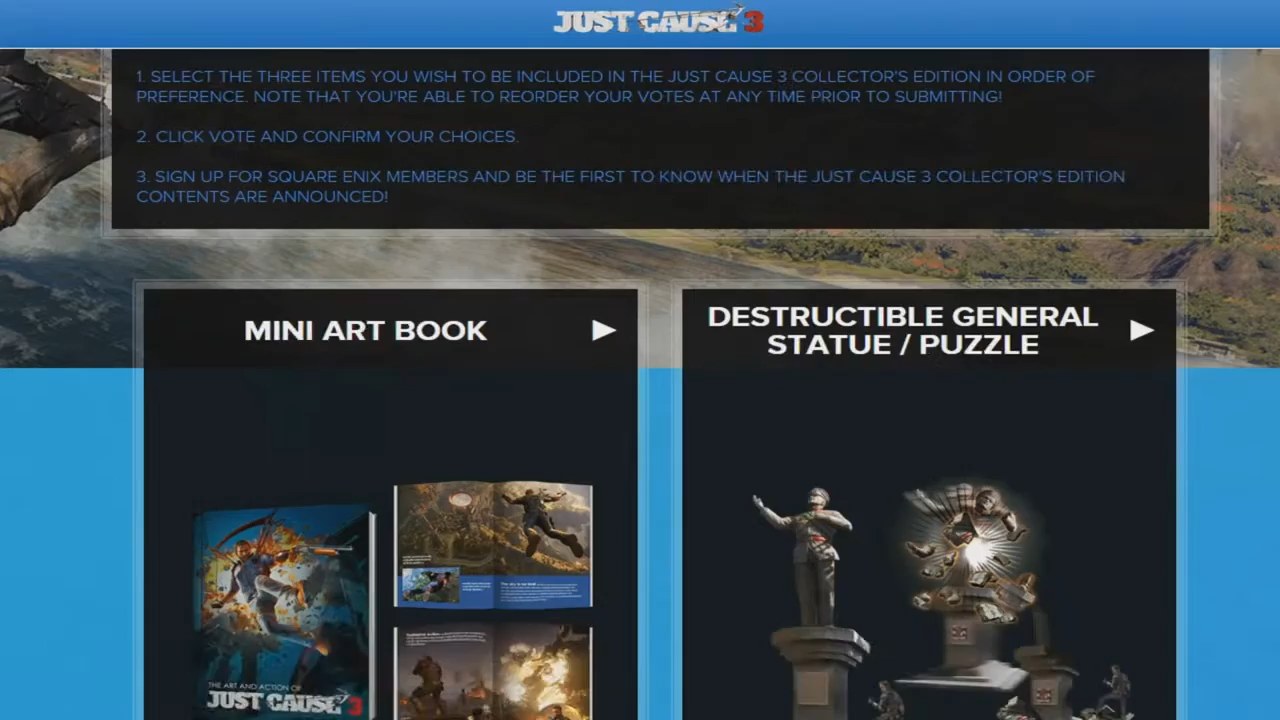 JUST CAUSE 3
1. SELECT THE THREE ITEMS YOU WISH TO BE INCLUDED IN THE JUST CAUSE 3 COLLECTOR'S EDITION IN ORDER OF
PREFERENCE. NOTE THAT YOU'RE ABLE TO REORDER YOUR VOTES AT ANY TIME PRIOR TO SUBMITTING!
2. CLICK VOTE AND CONFIRM YOUR CHOICES.
3. SIGN UP FOR SQUARE ENIX MEMBERS AND BE THE FIRST TO KNOW WHEN THE JUST CAUSE 3 COLLECTOR'S EDITION
CONTENTS ARE ANNOUNCED!
MINI ART BOOK
DESTRUCTIBLE GENERAL
STATUE / PUZZLE
THE ART AND ACTION OF
JUST CAUSE 3